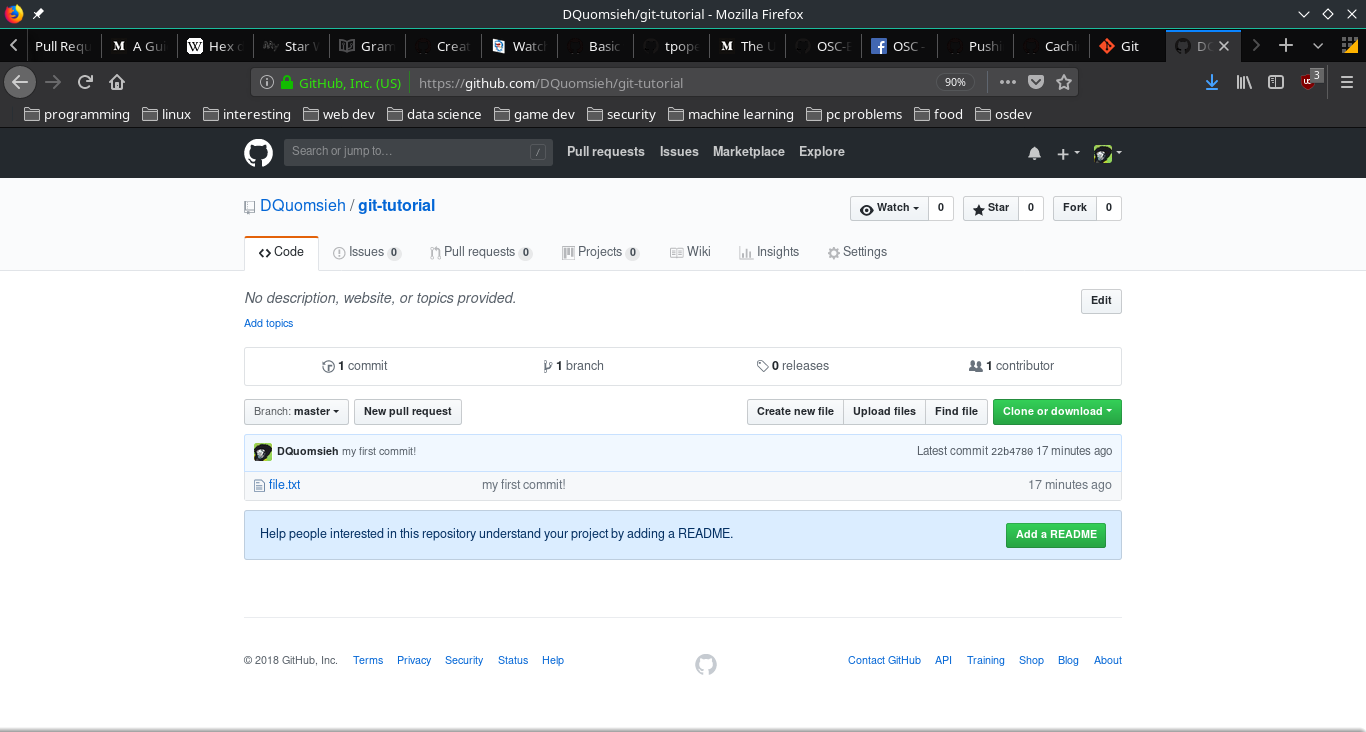 DQuomsieh/git-tutorial - Mozilla Firefox
Pull Requ A Gui Hex c Star W Gram Creat Watch Basic tpope The U OSC-E OSC - Pushi Cachi Git DQ
GitHub, Inc. (US) https://github.com/DQuomsieh/git-tutorial 90% 3
programming linux interesting web dev data science game dev security machine learning pc problems food osdev
Search or jump to... / Pull requests Issues Marketplace Explore
DQuomsieh / git-tutorial Watch 0 Star 0 Fork 0
Code Issues 0 Pull requests 0 Projects 0 Wiki Insights Settings
No description, website, or topics provided. Edit
Add topics
1 commit 1 branch 0 releases 1 contributor
Branch: master New pull request Create new file Upload files Find file Clone or download
DQuomsieh my first commit! Latest commit 22b4780 17 minutes ago
file.txt my first commit! 17 minutes ago
Help people interested in this repository understand your project by adding a README. Add a README
© 2018 GitHub, Inc. Terms Privacy Security Status Help Contact GitHub API Training Shop Blog About